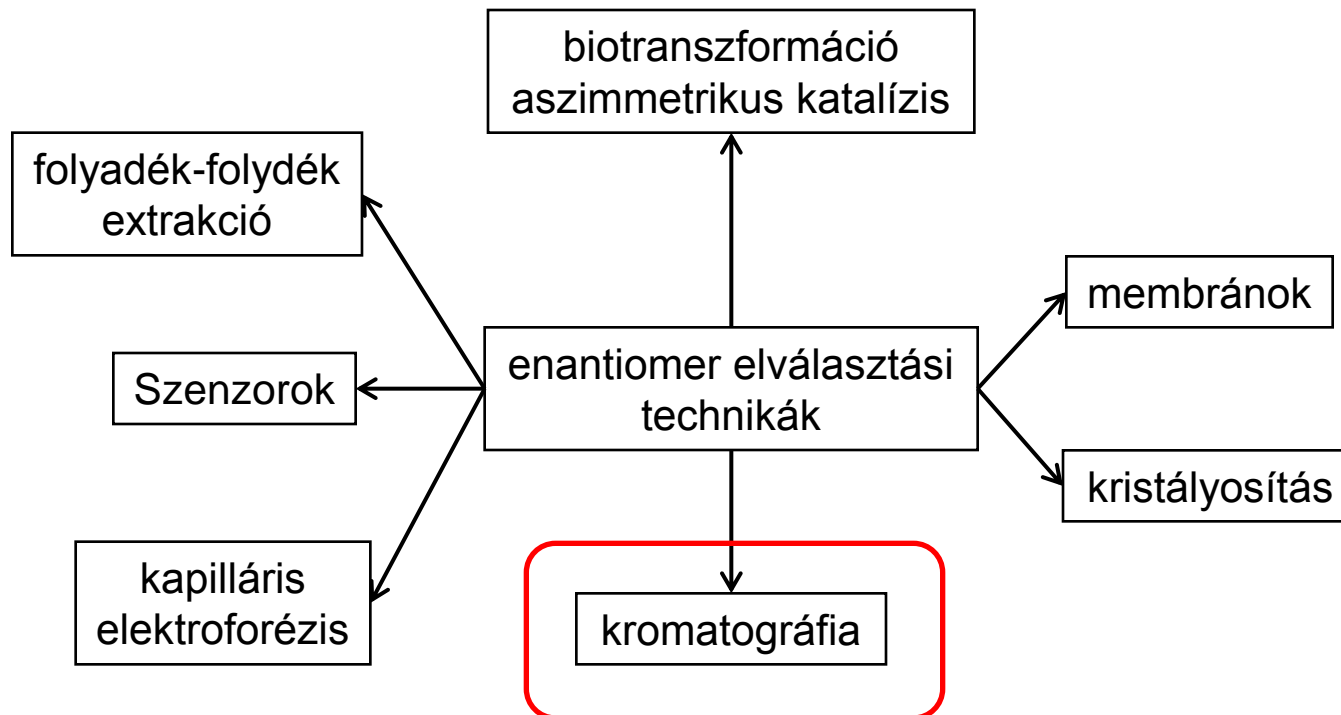 biotranszformáció
aszimmetrikus katalízis
folyadék-folydék
extrakció
membránok
enantiomer elválasztási
technikák
Szenzorok
kristályosítás
kapilláris
elektroforézis
kromatográfia